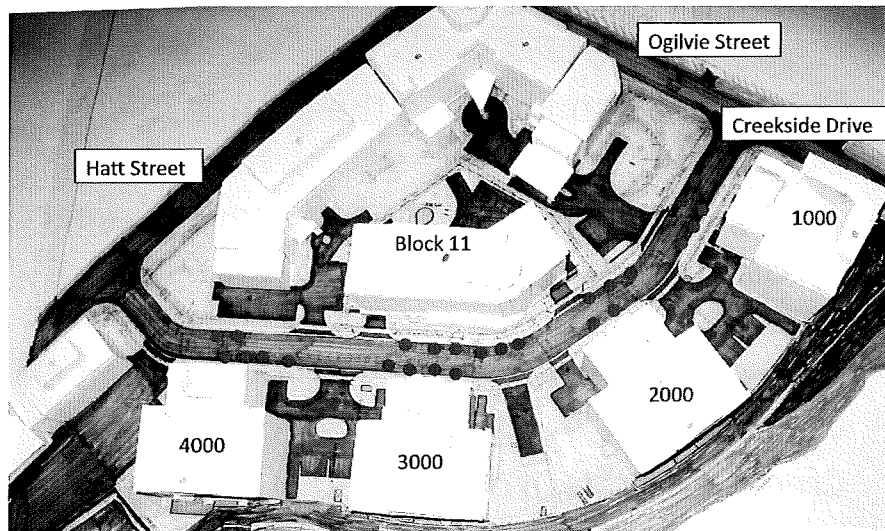 Ogilvie Street
Creekside Drive
Hatt Street
1000
Block 11
2000
4000
3000